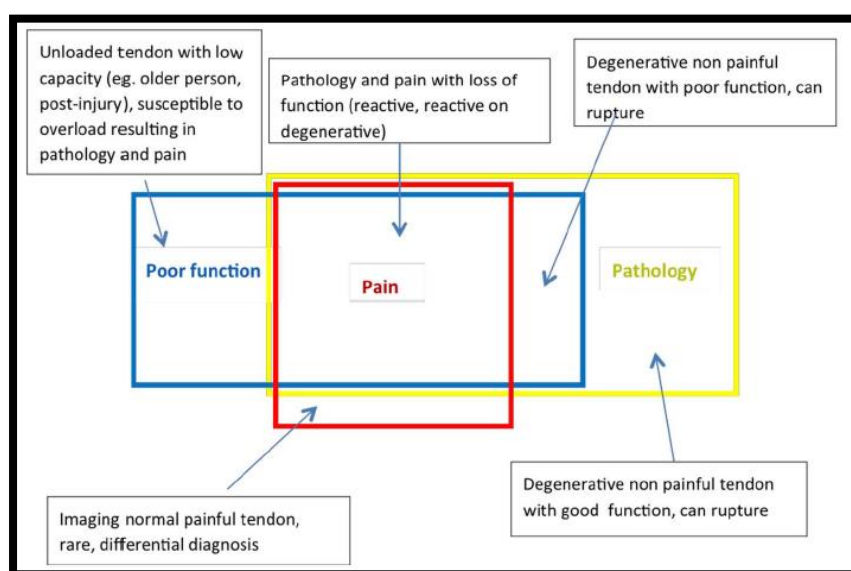 Unloaded tendon with low
capacity (eg. older person,
post-injury), susceptible to
overload resulting in
pathology and pain
Pathology and pain with loss of
function (reactive, reactive on
degenerative)
Degenerative non painful
tendon with poor function, can
rupture
Poor function
Pain
Pathology
Imaging normal painful tendon,
rare, differential diagnosis
Degenerative non painful tendon
with good function, can rupture